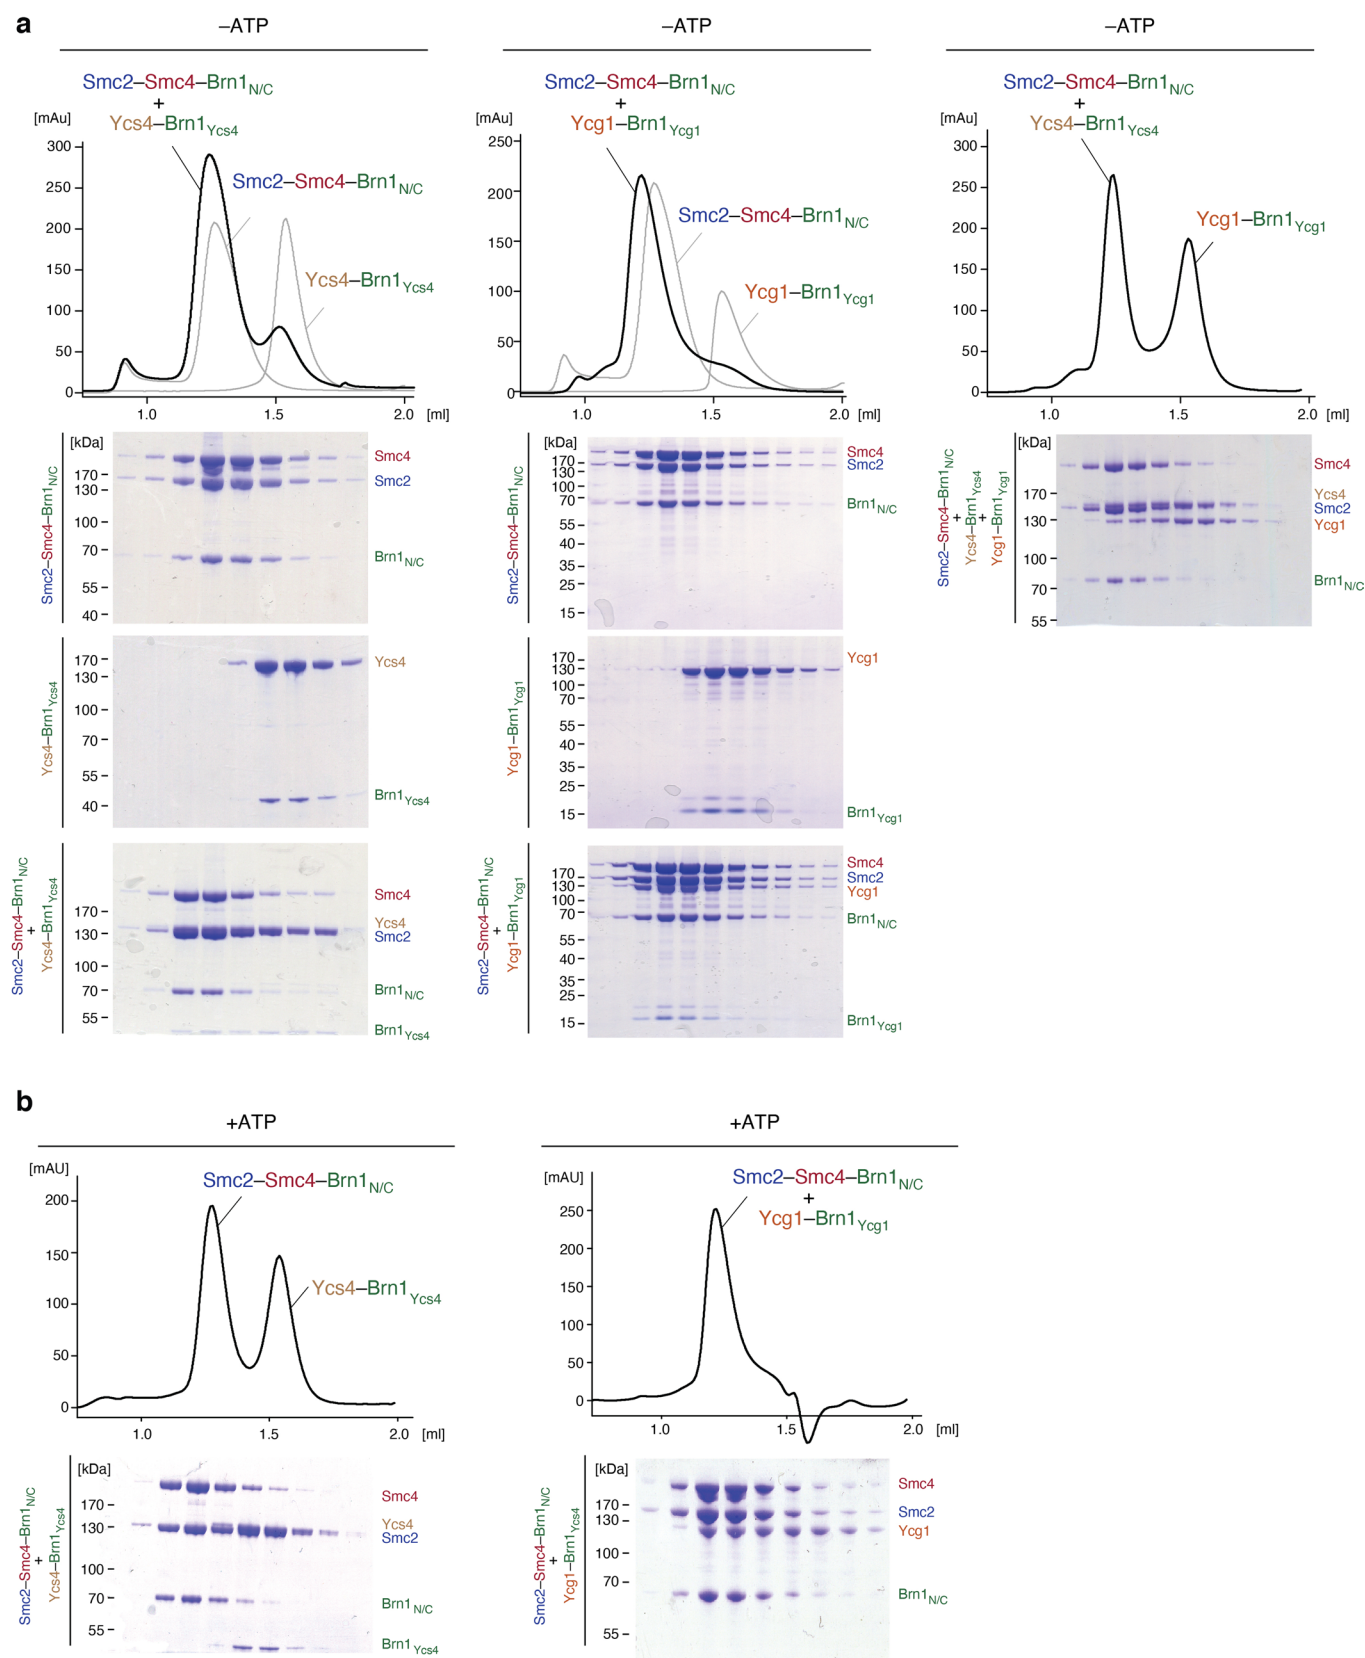 a
–ATP
Smc2–Smc4–Brn1N/C
+
Ycs4–Brn1Ycs4
[mAu]
300
250
200
150
100
50
0
Smc2–Smc4–Brn1N/C
Ycs4–Brn1Ycs4
1.0
1.5
2.0
[ml]
[kDa]
Smc2–Smc4–Brn1N/C
170
130
100
70
55
40
Smc4
Smc2
Brn1N/C
Ycs4–Brn1Ycs4
170
130
100
70
55
40
Ycs4
Brn1Ycs4
Smc2–Smc4–Brn1N/C
+
Ycs4–Brn1Ycs4
170
130
100
70
55
Smc4
Ycs4
Smc2
Brn1N/C
Brn1Ycs4
–ATP
Smc2–Smc4–Brn1N/C
+
Ycg1–Brn1Ycg1
[mAu]
250
200
150
100
50
0
Smc2–Smc4–Brn1N/C
Ycg1–Brn1Ycg1
1.0
1.5
2.0
[ml]
[kDa]
Smc2–Smc4–Brn1N/C
170
130
100
70
55
40
35
25
15
Smc4
Smc2
Brn1N/C
Ycg1–Brn1Ycg1
170
130
100
70
55
40
35
25
15
Ycg1
Brn1Ycg1
Smc2–Smc4–Brn1N/C
+
Ycg1–Brn1Ycg1
170
130
100
70
55
40
35
25
15
Smc4
Smc2
Ycg1
Brn1N/C
Brn1Ycg1
–ATP
Smc2–Smc4–Brn1N/C
+
Ycs4–Brn1Ycs4
[mAu]
300
250
200
150
100
50
0
Ycg1–Brn1Ycg1
1.0
1.5
2.0
[ml]
[kDa]
Smc2–Smc4–Brn1N/C
+
Ycs4–Brn1Ycs4
+
Ycg1–Brn1Ycg1
170
130
100
70
55
Smc4
Ycs4
Smc2
Ycg1
Brn1N/C
b
+ATP
[mAU]
200
150
100
50
0
Smc2–Smc4–Brn1N/C
Ycs4–Brn1Ycs4
1.0
1.5
2.0
[ml]
[kDa]
Smc2–Smc4–Brn1N/C
+
Ycs4–Brn1Ycs4
170
130
100
70
55
Smc4
Ycs4
Smc2
Brn1N/C
Brn1Ycs4
+ATP
[mAU]
250
200
150
100
50
0
Smc2–Smc4–Brn1N/C
+
Ycg1–Brn1Ycg1
1.0
1.5
2.0
[ml]
[kDa]
Smc2–Smc4–Brn1N/C
+
Ycg1–Brn1Ycs4
170
130
100
70
55
Smc4
Smc2
Ycg1
Brn1N/C